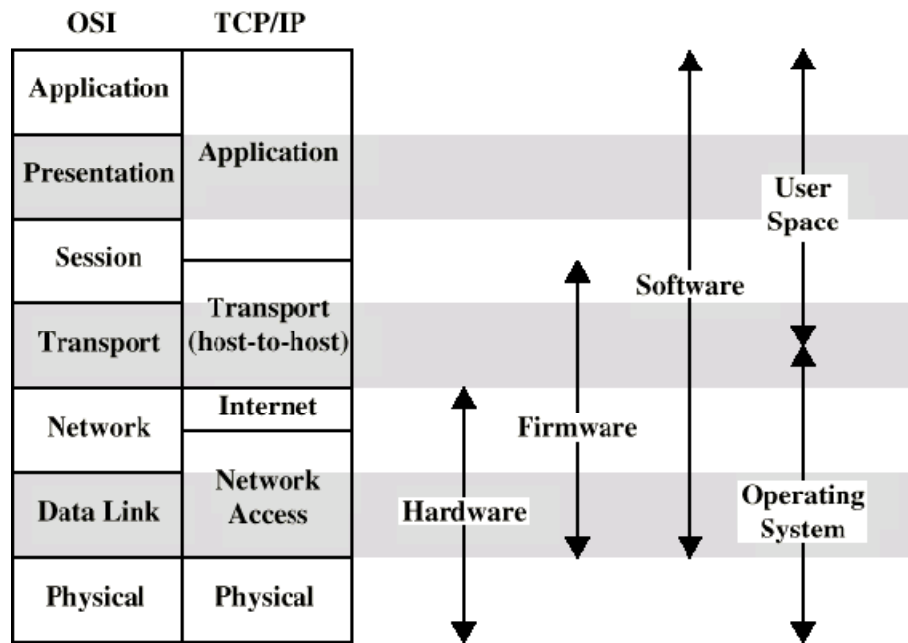 OSI
TCP/IP
Application
Presentation
Session
Transport
Network
Data Link
Physical
Application
Transport
(host-to-host)
Internet
Network
Access
Physical
Hardware
Firmware
Software
User
Space
Operating
System